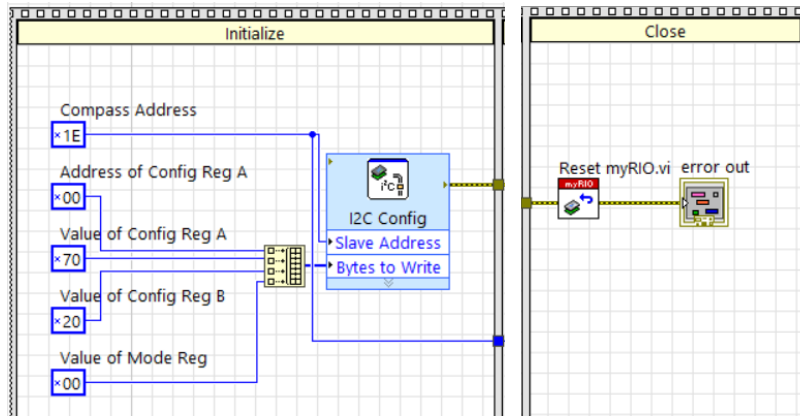 Initialize
Compass Address
×1E
Address of Config Reg A
×00
Value of Config Reg A
×70
Value of Config Reg B
×20
Value of Mode Reg
×00
I²C
I2C Config
Slave Address
Bytes to Write
Close
Reset myRIO.vi
myRIO
error out